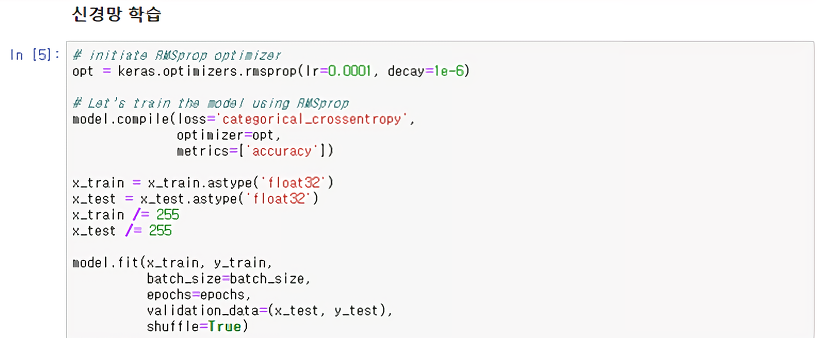 신경망 학습
In [5]: # initiate RMSprop optimizer
opt = keras.optimizers.rmsprop(lr=0.0001, decay=1e-6)
# Let's train the model using RMSprop
model.compile(loss='categorical_crossentropy',
optimizer=opt,
metrics=['accuracy'])
x_train = x_train.astype('float32')
x_test = x_test.astype('float32')
x_train /= 255
x_test /= 255
model.fit(x_train, y_train,
batch_size=batch_size,
epochs=epochs,
validation_data=(x_test, y_test),
shuffle=True)